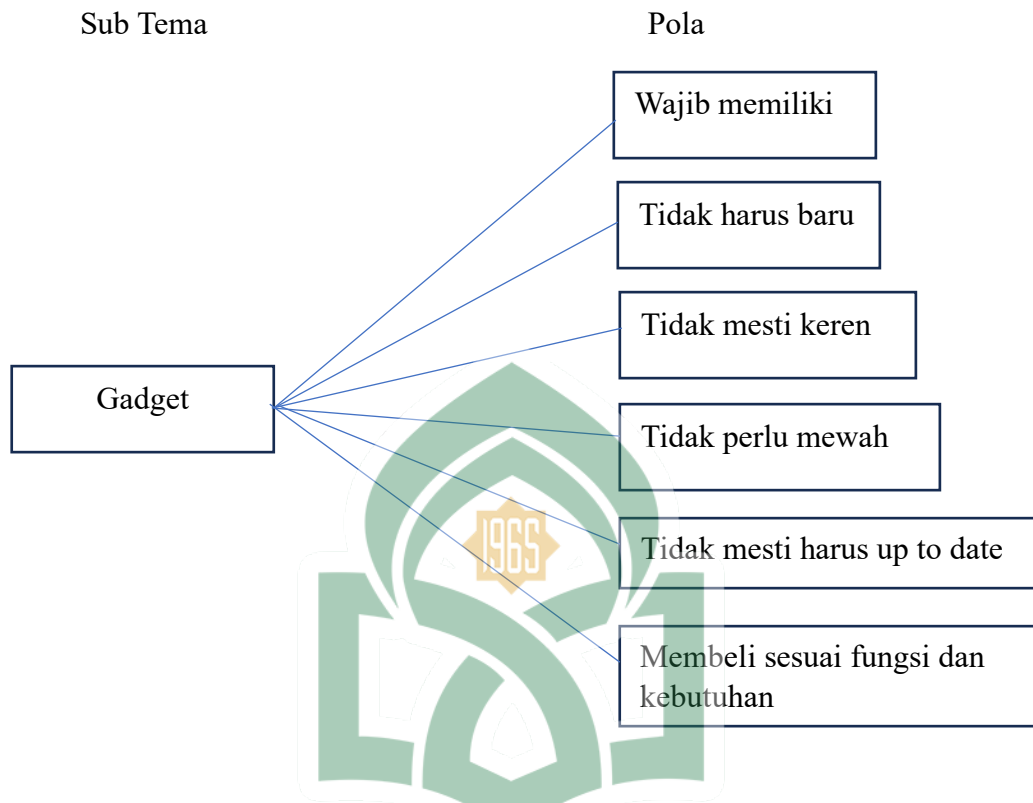 Sub Tema
Pola
Wajib memiliki
Tidak harus baru
Tidak mesti keren
Gadget
Tidak perlu mewah
1965
Tidak mesti harus up to date
Membeli sesuai fungsi dan
kebutuhan